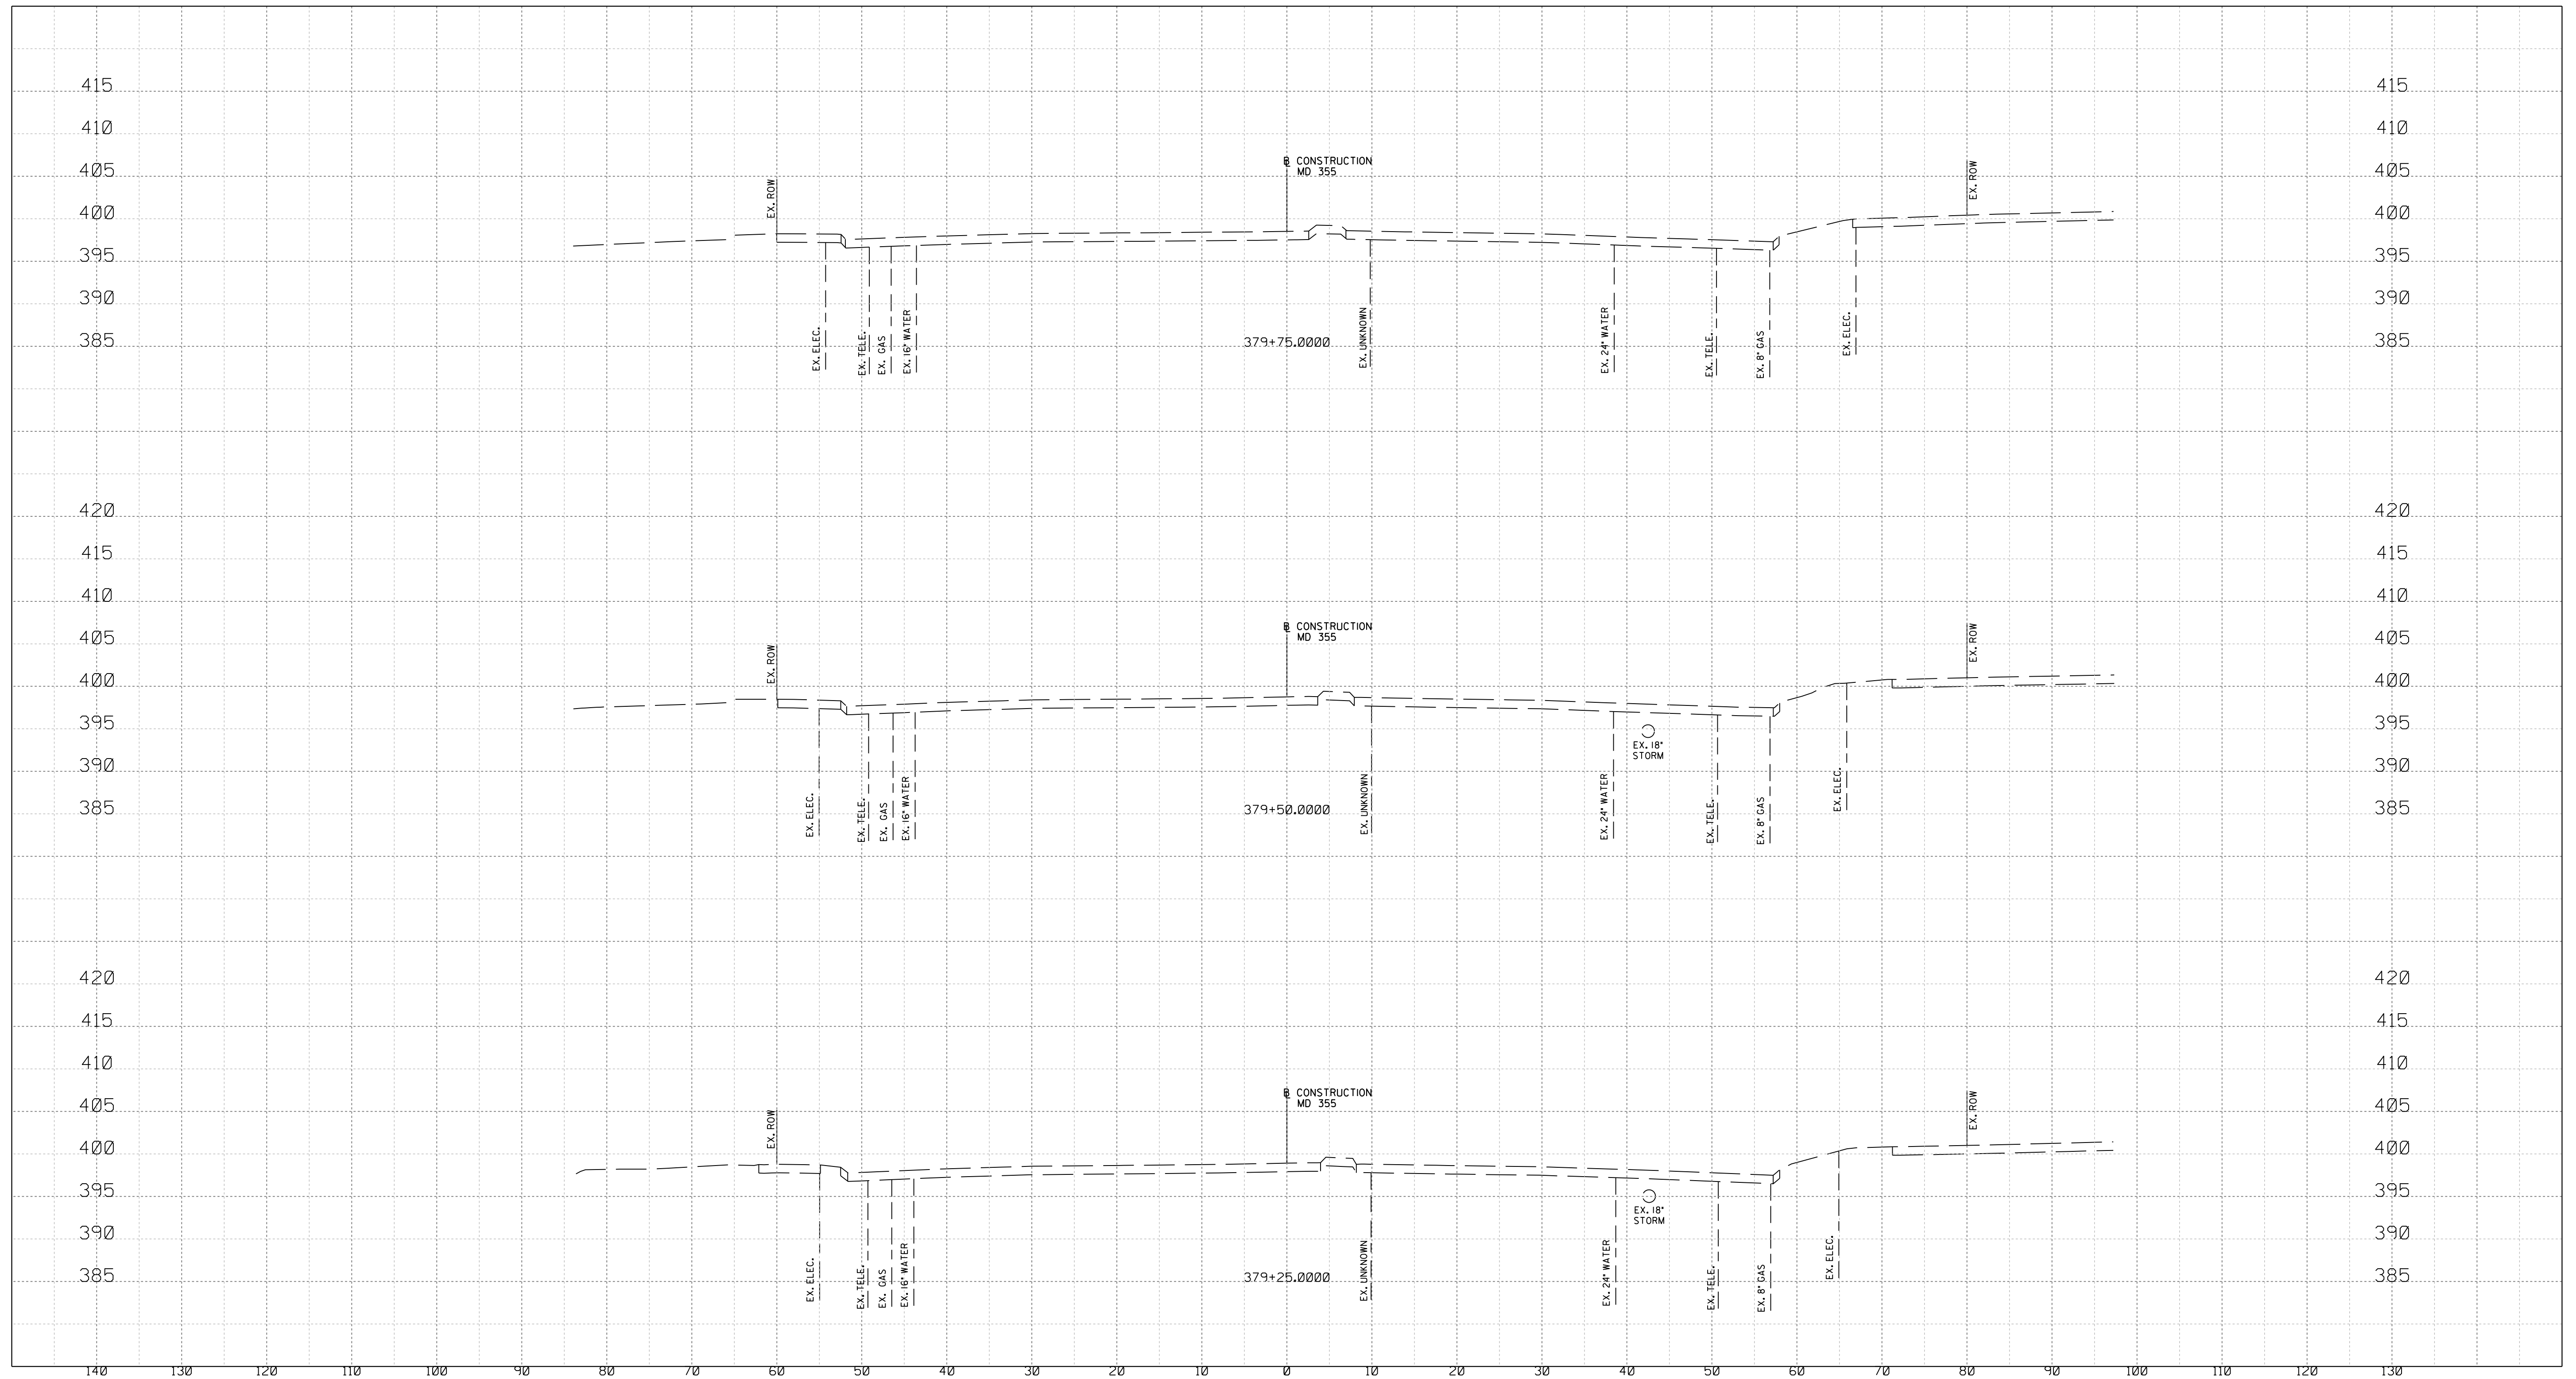 415 415
410 410
℄ CONSTRUCTION
MD 355
405 EX. ROW EX. ROW 405
400 400
395 395
390 390
EX. ELEC. EX. TELE. EX. GAS EX. 16" WATER 379+75.0000 EX. UNKNOWN EX. 24" WATER EX. TELE. EX. 8" GAS EX. ELEC.
385 385
420 420
415 415
410 410
℄ CONSTRUCTION
MD 355
405 EX. ROW EX. ROW 405
400 400
395 395
EX. 18"
STORM
390 390
EX. ELEC. EX. TELE. EX. GAS EX. 16" WATER 379+50.0000 EX. UNKNOWN EX. 24" WATER EX. TELE. EX. 8" GAS EX. ELEC.
385 385
420 420
415 415
410 410
℄ CONSTRUCTION
MD 355
405 EX. ROW EX. ROW 405
400 400
395 395
EX. 18"
STORM
390 390
EX. ELEC. EX. TELE. EX. GAS EX. 16" WATER 379+25.0000 EX. UNKNOWN EX. 24" WATER EX. TELE. EX. 8" GAS EX. ELEC.
385 385
140 130 120 110 100 90 80 70 60 50 40 30 20 10 0 10 20 30 40 50 60 70 80 90 100 110 120 130